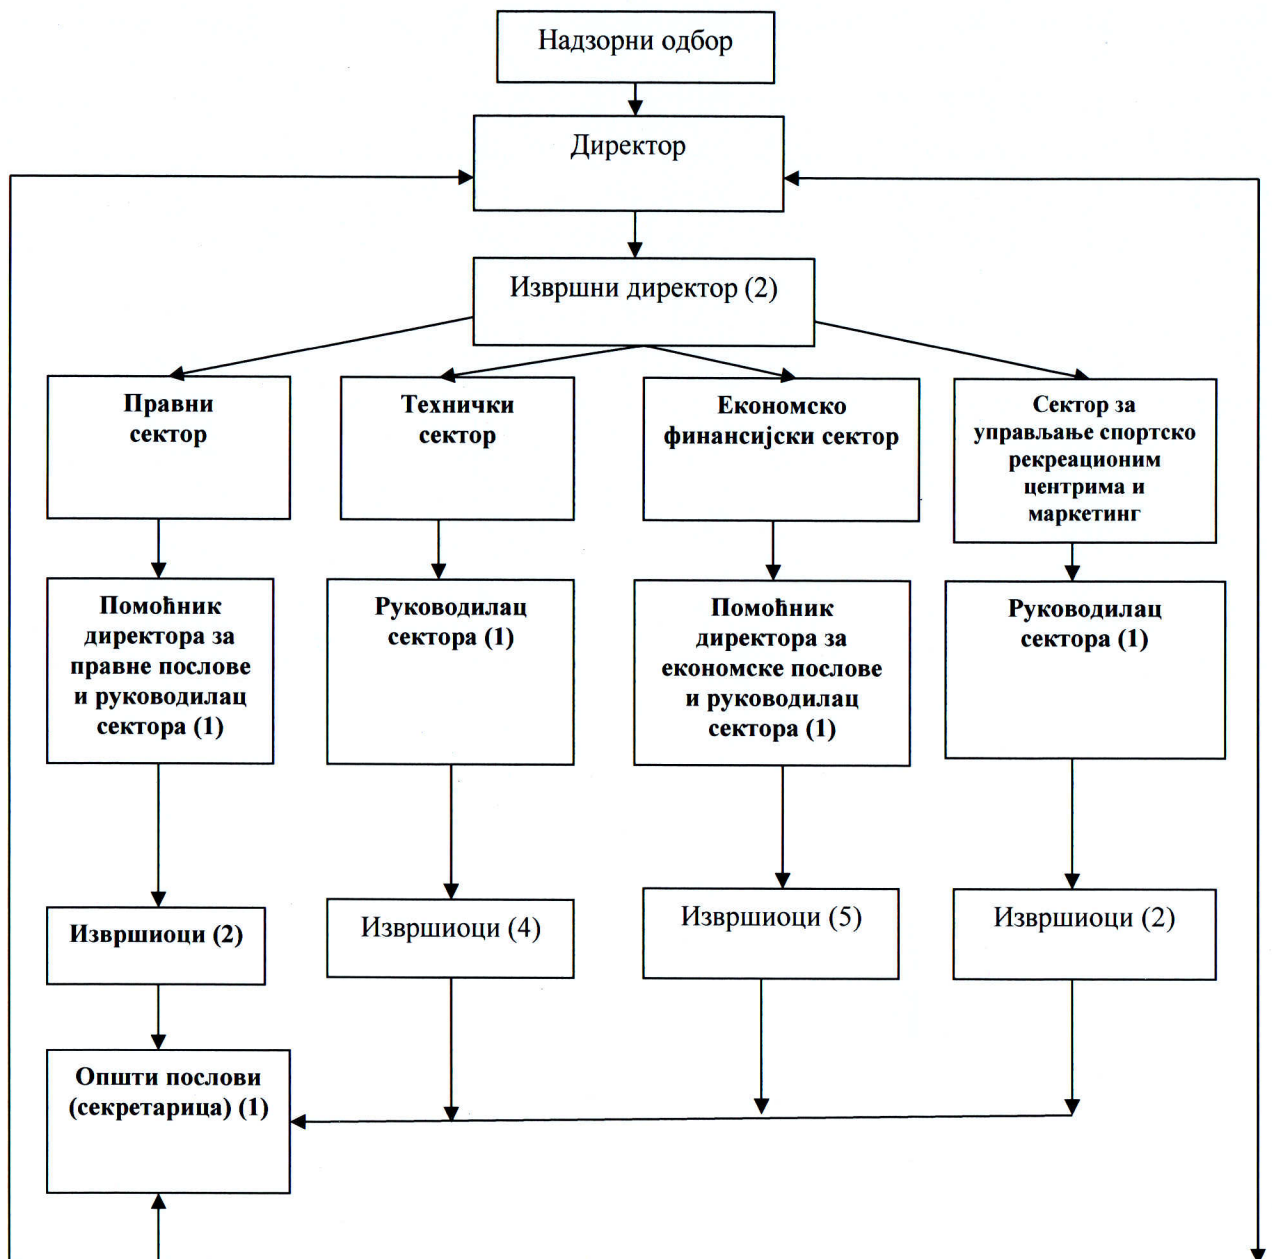 Надзорни одбор
Директор
Извршни директор (2)
Правни
сектор
Технички
сектор
Економско
финансијски сектор
Сектор за
управљање спортско
рекреационим
центрима и
маркетинг
Помоћник
директора за
правне послове
и руководилац
сектора (1)
Руководилац
сектора (1)
Помоћник
директора за
економске послове
и руководилац
сектора (1)
Руководилац
сектора (1)
Извршиоци (2)
Извршиоци (4)
Извршиоци (5)
Извршиоци (2)
Општи послови
(секретарица) (1)